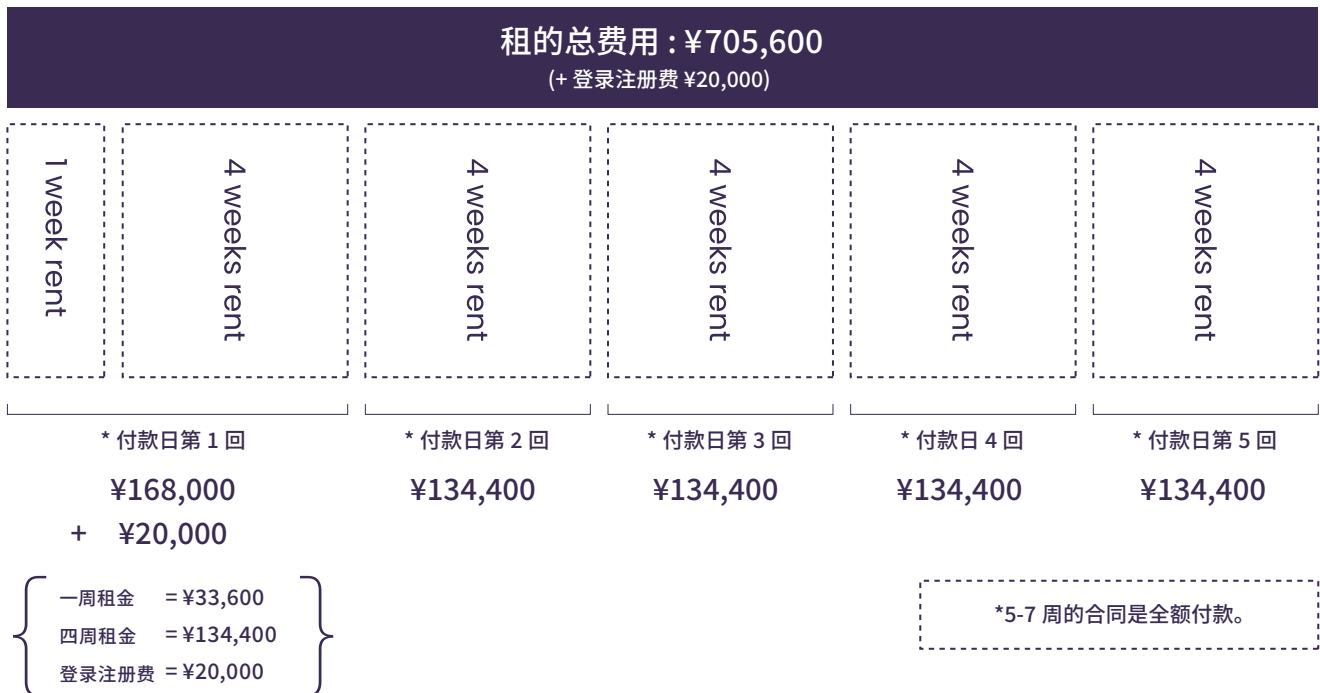 租的总费用 : ¥705,600
(+ 登录注册费 ¥20,000)
1 week rent
4 weeks rent
4 weeks rent
4 weeks rent
4 weeks rent
4 weeks rent
* 付款日第 1 回
* 付款日第 2 回
* 付款日第 3 回
* 付款日 4 回
* 付款日第 5 回
¥168,000
¥134,400
¥134,400
¥134,400
¥134,400
+ ¥20,000
一周租金 = ¥33,600
四周租金 = ¥134,400
登录注册费 = ¥20,000
*5-7 周的合同是全额付款。